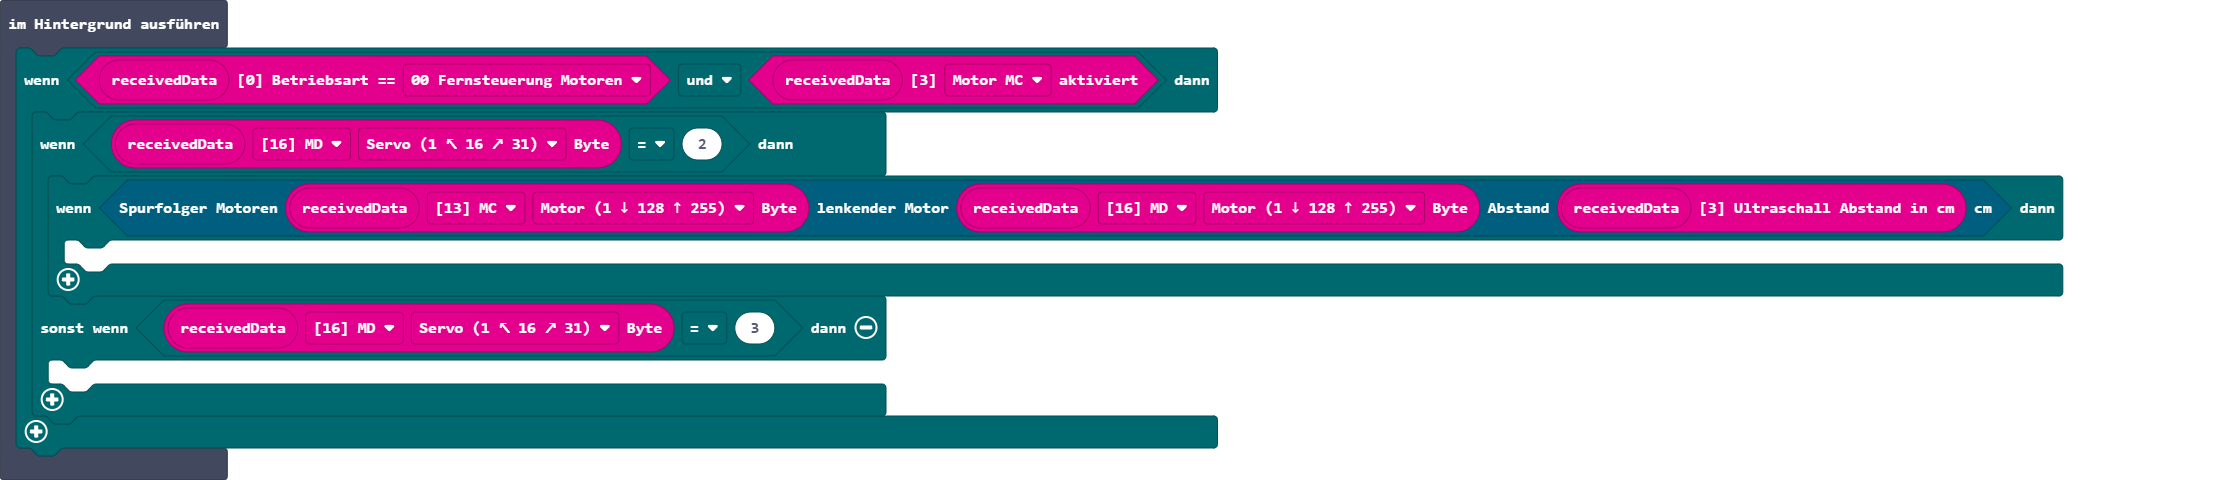 im Hintergrund ausführen
wenn receivedData [0] Betriebsart == 00 Fernsteuerung Motoren und receivedData [3] Motor MC aktiviert dann
wenn receivedData [16] MD Servo (1 ↖ 16 ↗ 31) Byte = 2 dann
wenn Spurfolger Motoren receivedData [13] MC Motor (1 ↓ 128 ↑ 255) Byte lenkender Motor receivedData [16] MD Motor (1 ↓ 128 ↑ 255) Byte Abstand receivedData [3] Ultraschall Abstand in cm cm dann
sonst wenn receivedData [16] MD Servo (1 ↖ 16 ↗ 31) Byte = 3 dann